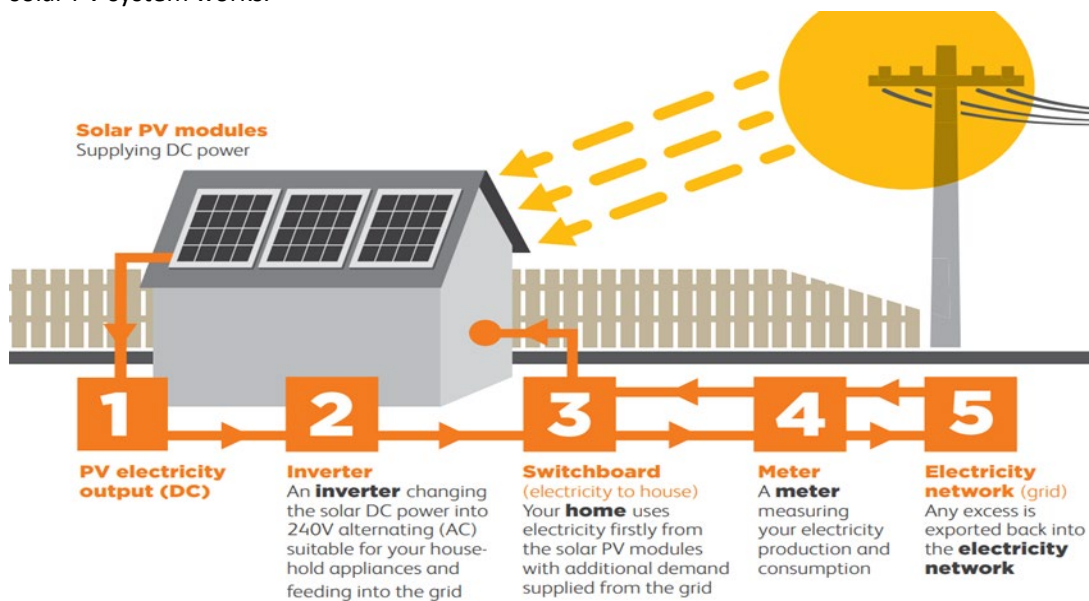 solar PV system works.
Solar PV modules
Supplying DC power
1
2
3
4
5
PV electricity
output (DC)
Inverter
An inverter changing
the solar DC power into
240V alternating (AC)
suitable for your house-
hold appliances and
feeding into the grid
Switchboard
(electricity to house)
Your home uses
electricity firstly from
the solar PV modules
with additional demand
supplied from the grid
Meter
A meter
measuring
your electricity
production and
consumption
Electricity
network (grid)
Any excess is
exported back into
the electricity
network